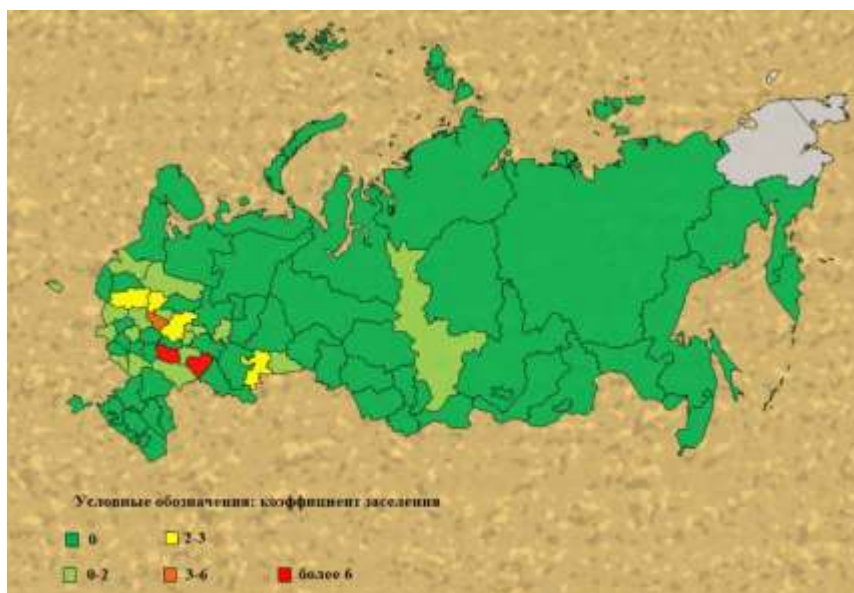 Условные обозначения: коэффициент заселения
0 2-3
0-2 3-6 более 6